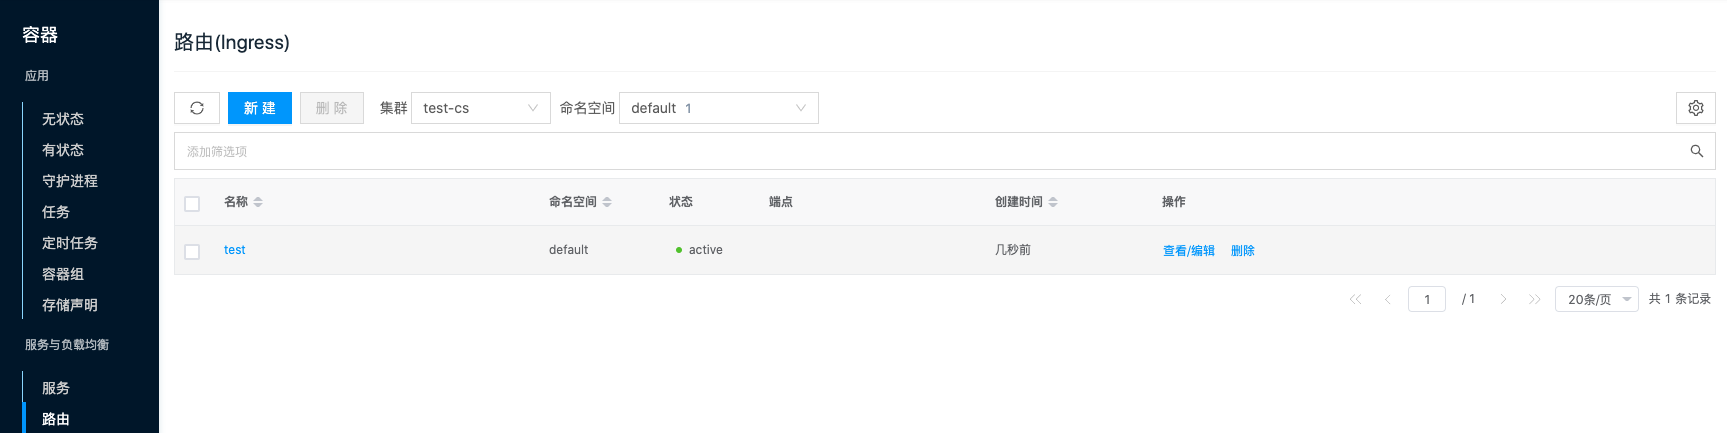 容器
应用
无状态
有状态
守护进程
任务
定时任务
容器组
存储声明
服务与负载均衡
服务
路由
路由(Ingress)
新 建 删 除 集群 test-cs 命名空间 default 1
添加筛选项
名称 命名空间 状态 端点 创建时间 操作
test default active 几秒前 查看/编辑 删除
1 / 1 20条/页 共 1 条记录